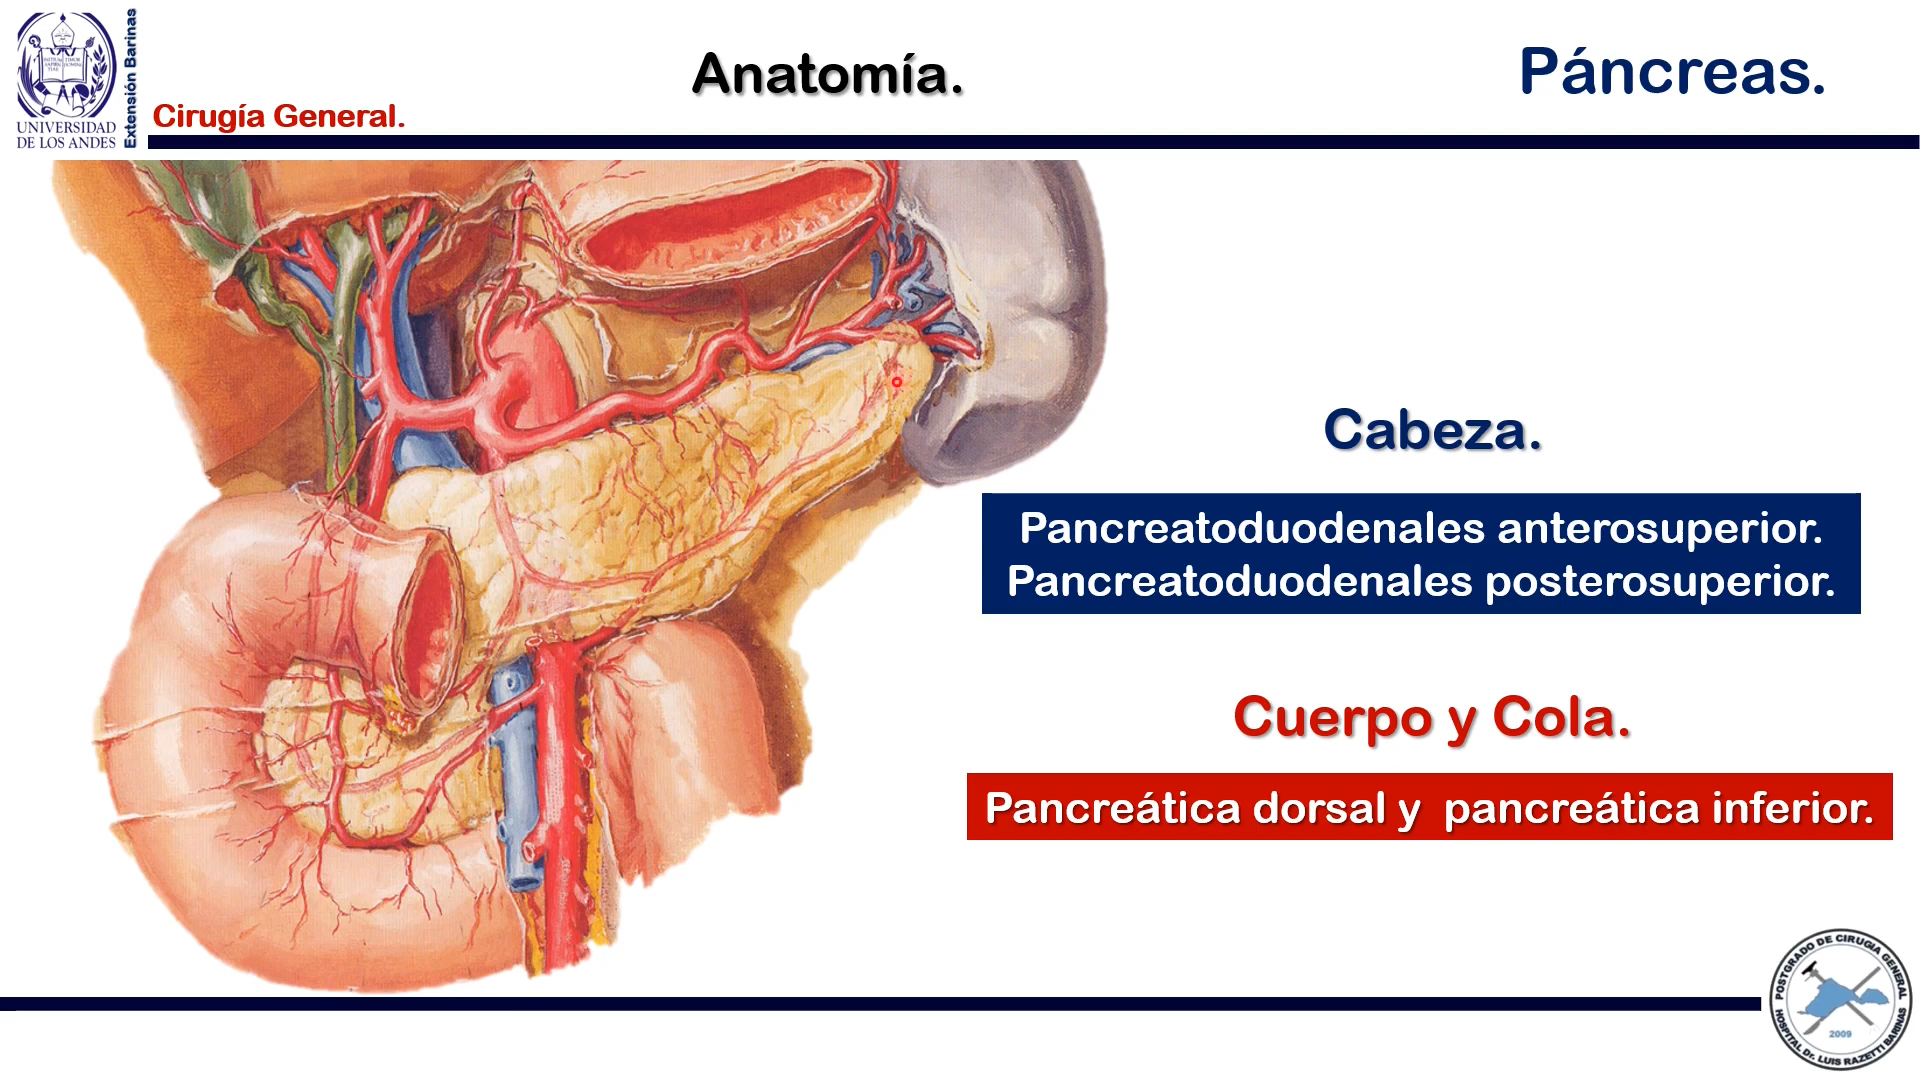 UNIVERSIDAD
DE LOS ANDES
Extensión Barinas
Cirugía General.
Anatomía.
Páncreas.
Cabeza.
Pancreatoduodenales anterosuperior.
Pancreatoduodenales posterosuperior.
Cuerpo y Cola.
Pancreática dorsal y pancreática inferior.
POSTGRADO DE CIRUGIA GENERAL
HOSPITAL Dr. LUIS RAZETTI BARINAS
2009